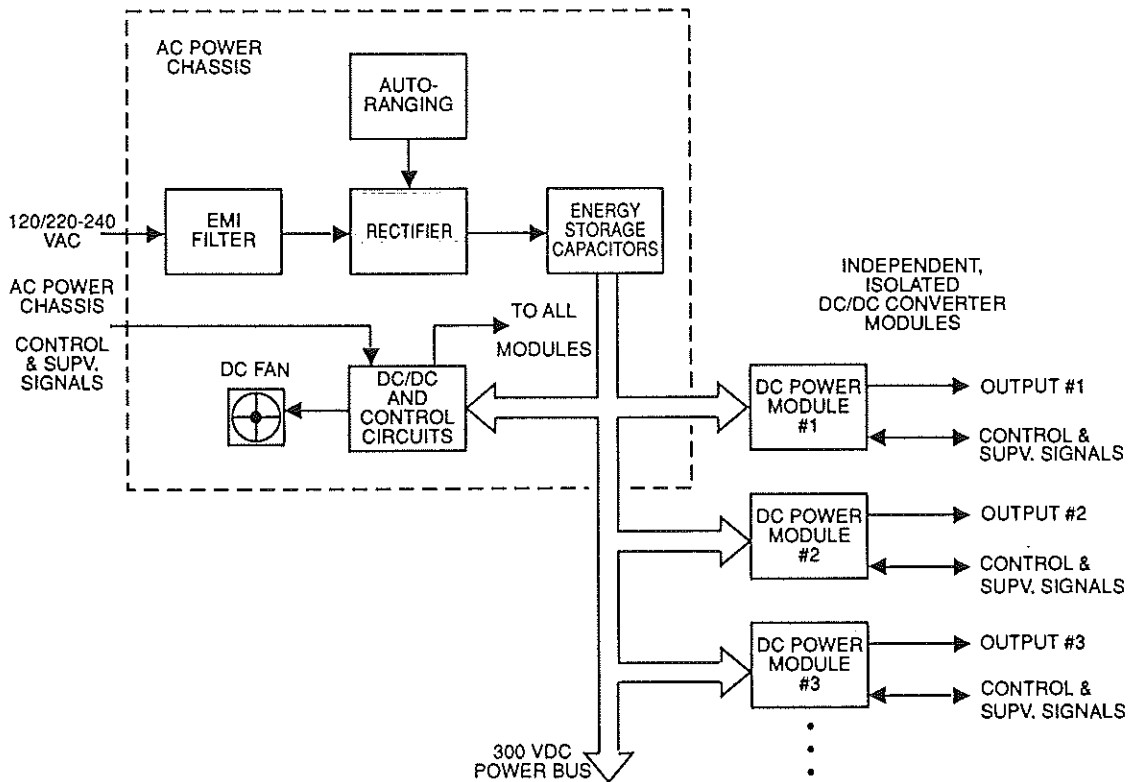 AC POWER
CHASSIS
AUTO-
RANGING
120/220-240
VAC
EMI
FILTER
RECTIFIER
ENERGY
STORAGE
CAPACITORS
AC POWER
CHASSIS
CONTROL
& SUPV.
SIGNALS
TO ALL
MODULES
DC FAN
DC/DC
AND
CONTROL
CIRCUITS
INDEPENDENT,
ISOLATED
DC/DC CONVERTER
MODULES
DC POWER
MODULE
#1
OUTPUT #1
CONTROL &
SUPV. SIGNALS
DC POWER
MODULE
#2
OUTPUT #2
CONTROL &
SUPV. SIGNALS
DC POWER
MODULE
#3
OUTPUT #3
CONTROL &
SUPV. SIGNALS
300 VDC
POWER BUS